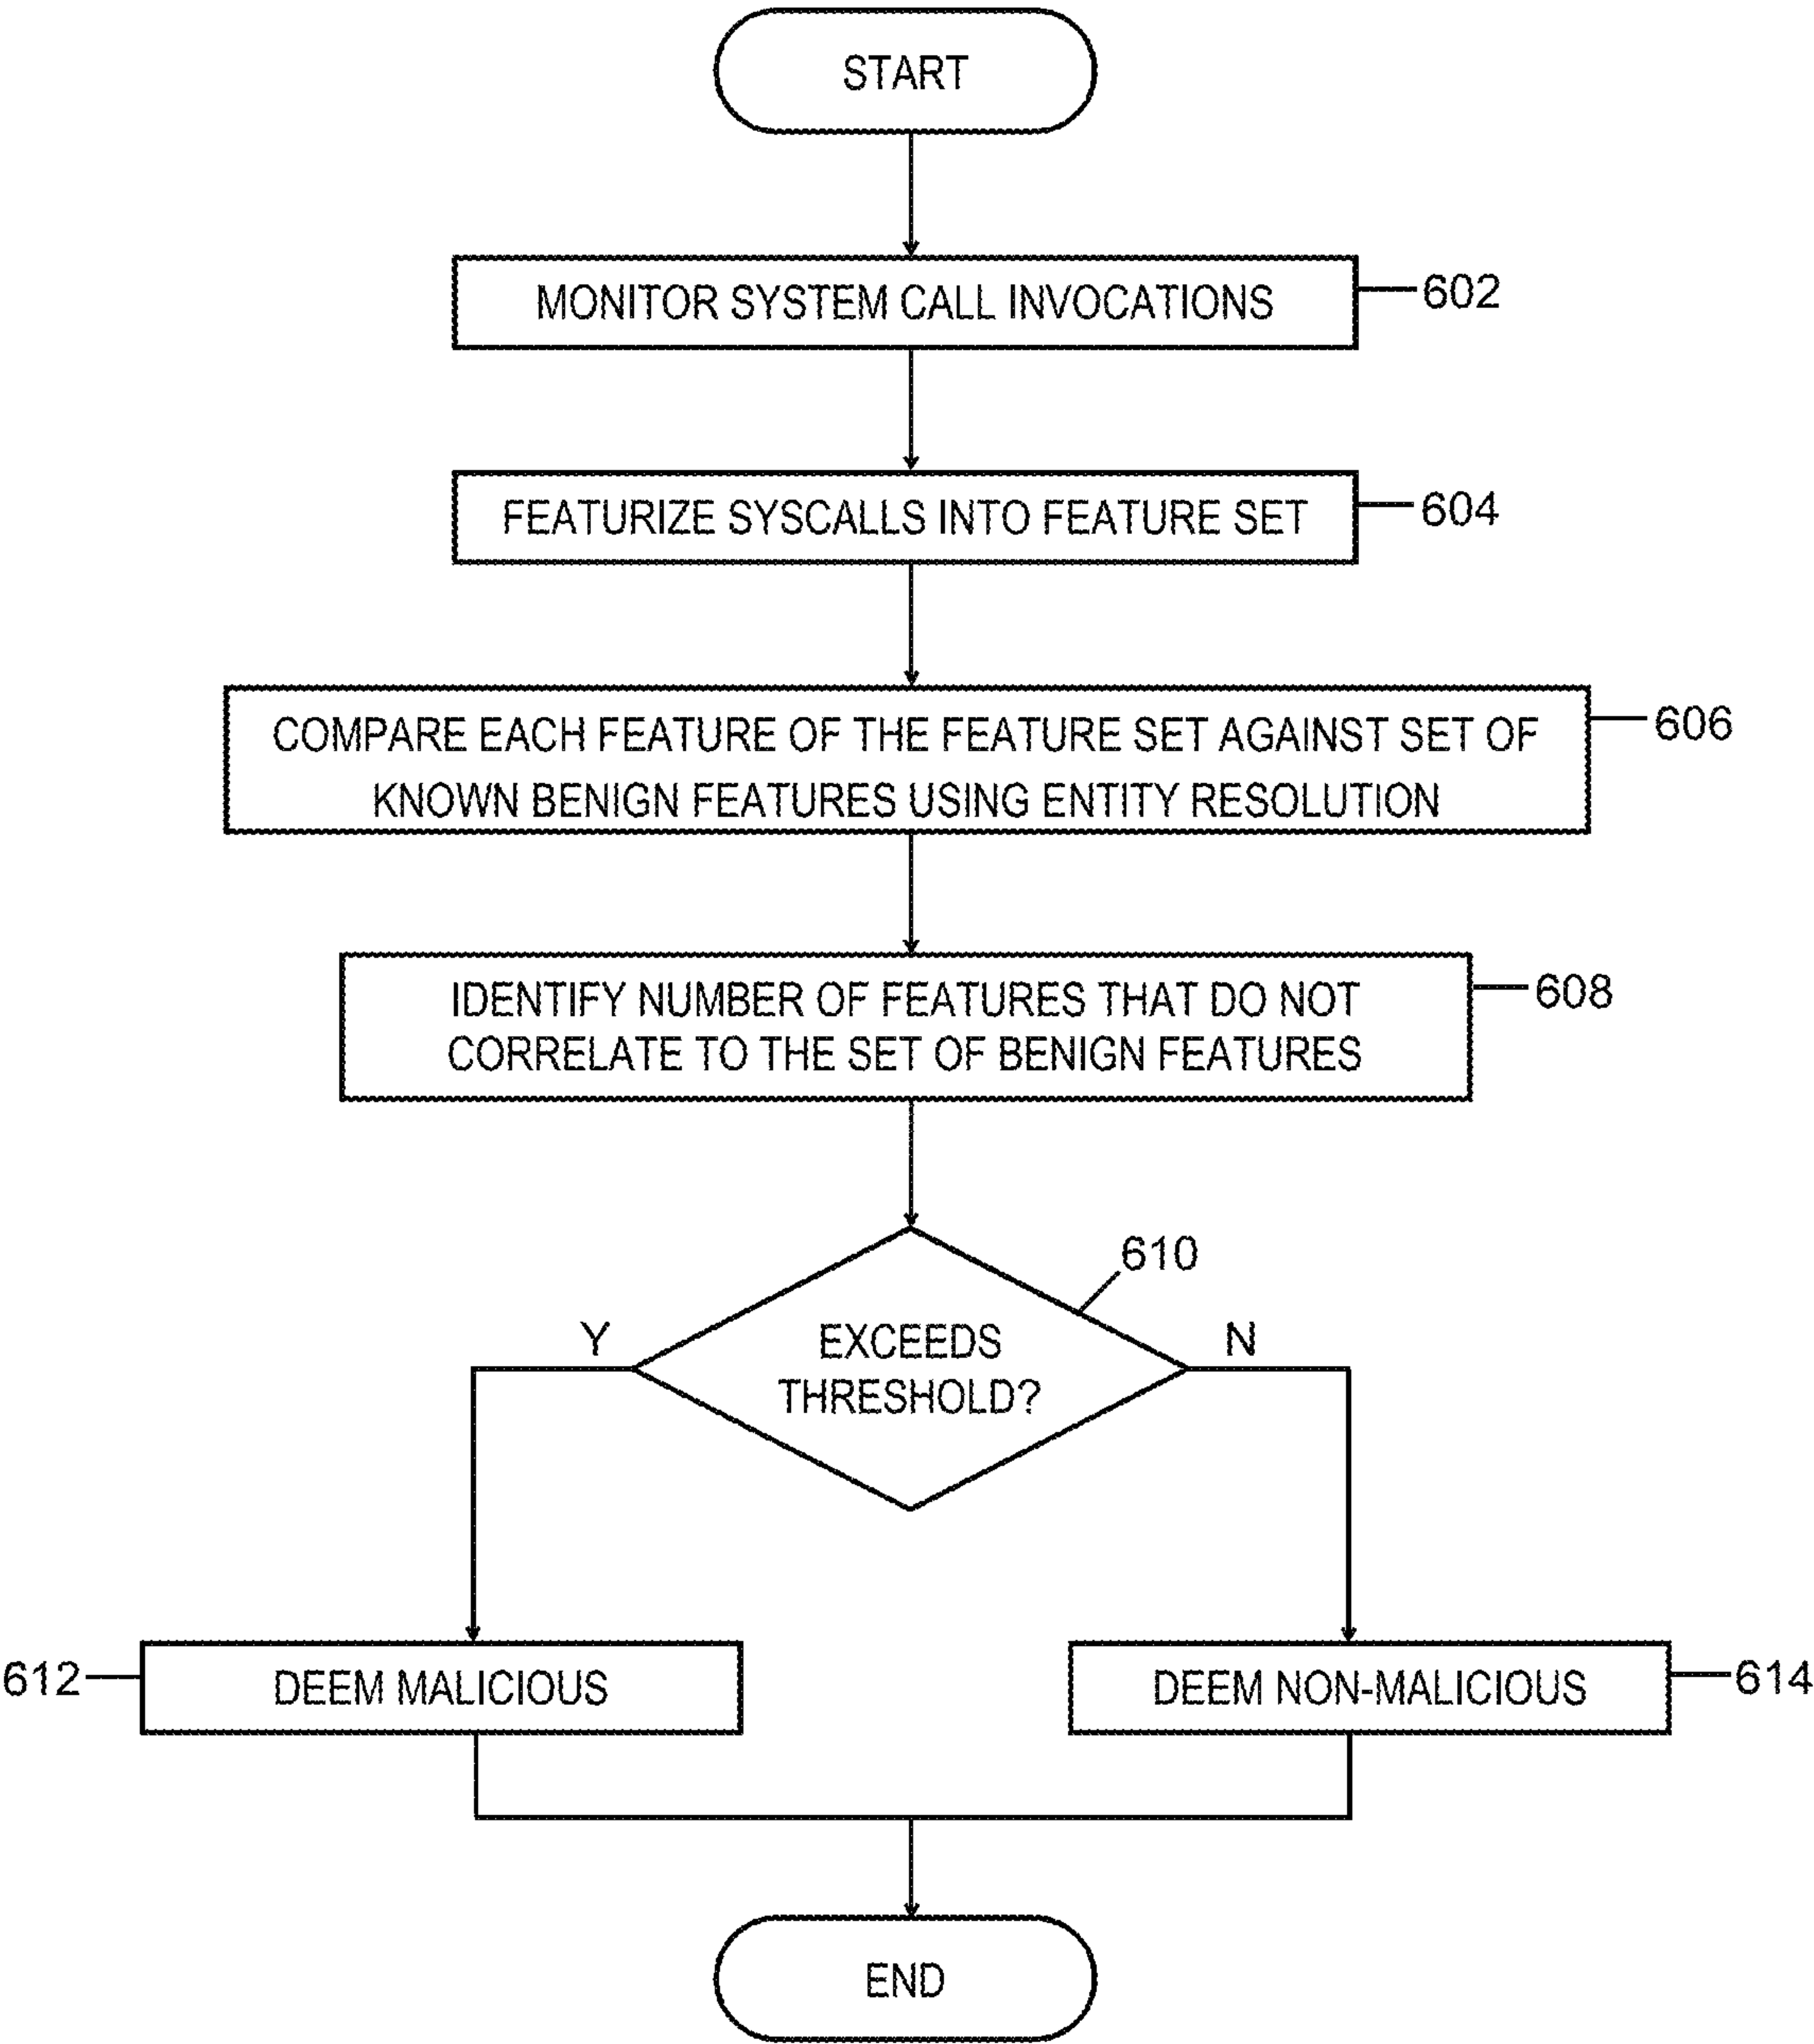 START
MONITOR SYSTEM CALL INVOCATIONS
602
FEATURIZE SYSCALLS INTO FEATURE SET
604
COMPARE EACH FEATURE OF THE FEATURE SET AGAINST SET OF
KNOWN BENIGN FEATURES USING ENTITY RESOLUTION
606
IDENTIFY NUMBER OF FEATURES THAT DO NOT
CORRELATE TO THE SET OF BENIGN FEATURES
608
610
Y
EXCEEDS
THRESHOLD?
N
612
DEEM MALICIOUS
DEEM NON-MALICIOUS
614
END